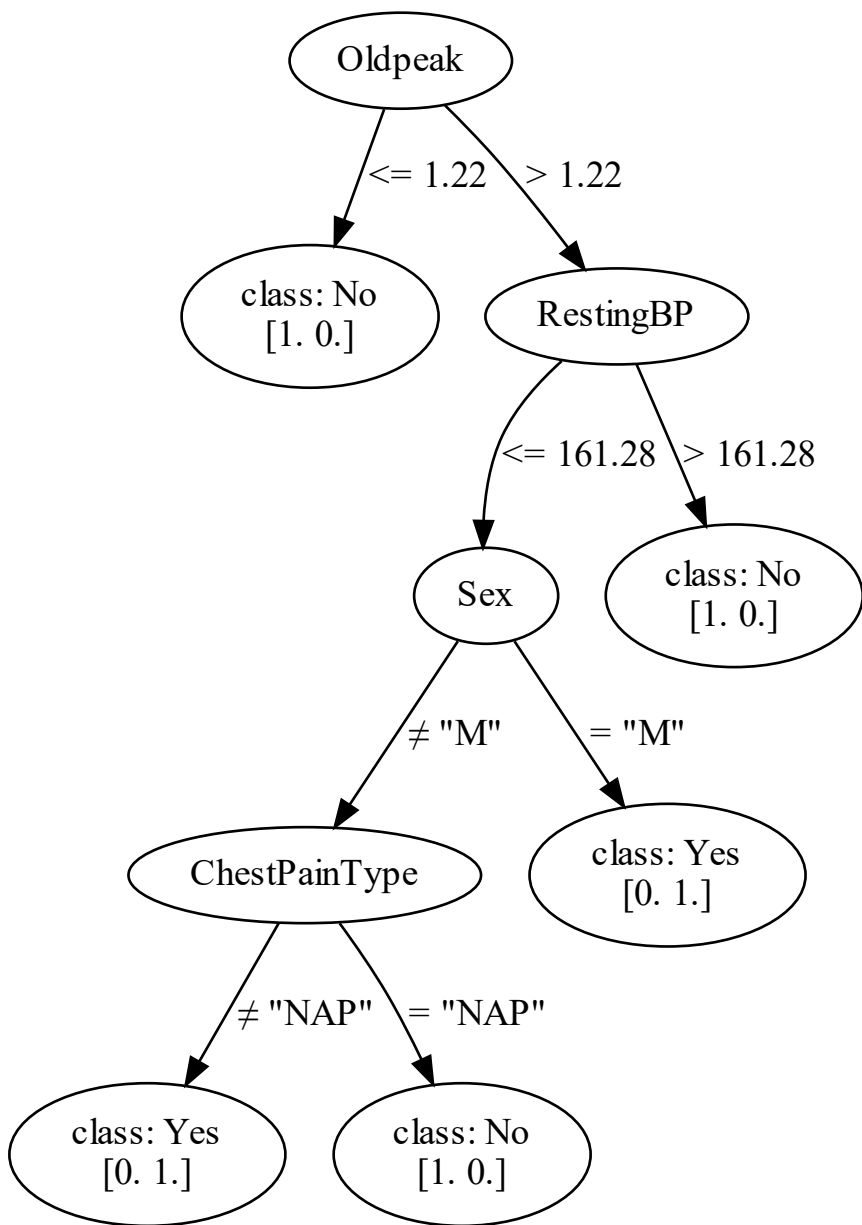 Oldpeak
<= 1.22
> 1.22
class: No
[1. 0.]
RestingBP
<= 161.28
> 161.28
Sex
class: No
[1. 0.]
≠ "M"
= "M"
ChestPainType
class: Yes
[0. 1.]
≠ "NAP"
= "NAP"
class: Yes
[0. 1.]
class: No
[1. 0.]